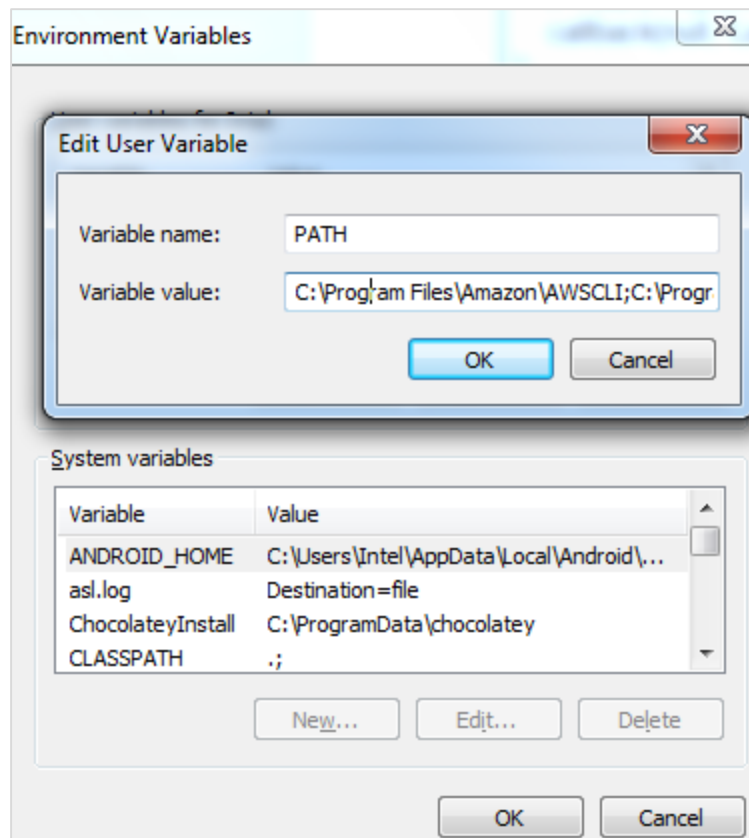 Environment Variables
Edit User Variable
Variable name: PATH
Variable value: C:\Program Files\Amazon\AWSCLI;C:\Progr
OK Cancel
System variables
Variable Value
ANDROID_HOME C:\Users\Intel\AppData\Local\Android\...
asl.log Destination=file
ChocolateyInstall C:\ProgramData\chocolatey
CLASSPATH .;
New... Edit... Delete
OK Cancel